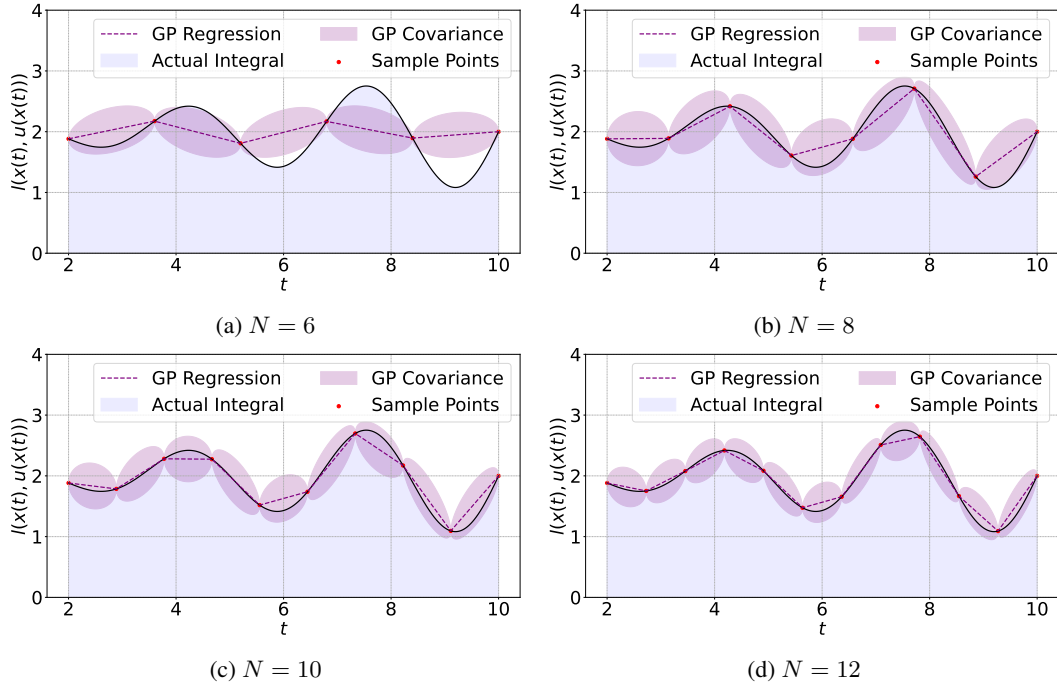 GP Regression GP Covariance
Actual Integral Sample Points
l(x(t), u(x(t)))
4
3
2
1
0
2 4 6 8 10
t
(a) N = 6
GP Regression GP Covariance
Actual Integral Sample Points
l(x(t), u(x(t)))
4
3
2
1
0
2 4 6 8 10
t
(b) N = 8
GP Regression GP Covariance
Actual Integral Sample Points
l(x(t), u(x(t)))
4
3
2
1
0
2 4 6 8 10
t
(c) N = 10
GP Regression GP Covariance
Actual Integral Sample Points
l(x(t), u(x(t)))
4
3
2
1
0
2 4 6 8 10
t
(d) N = 12